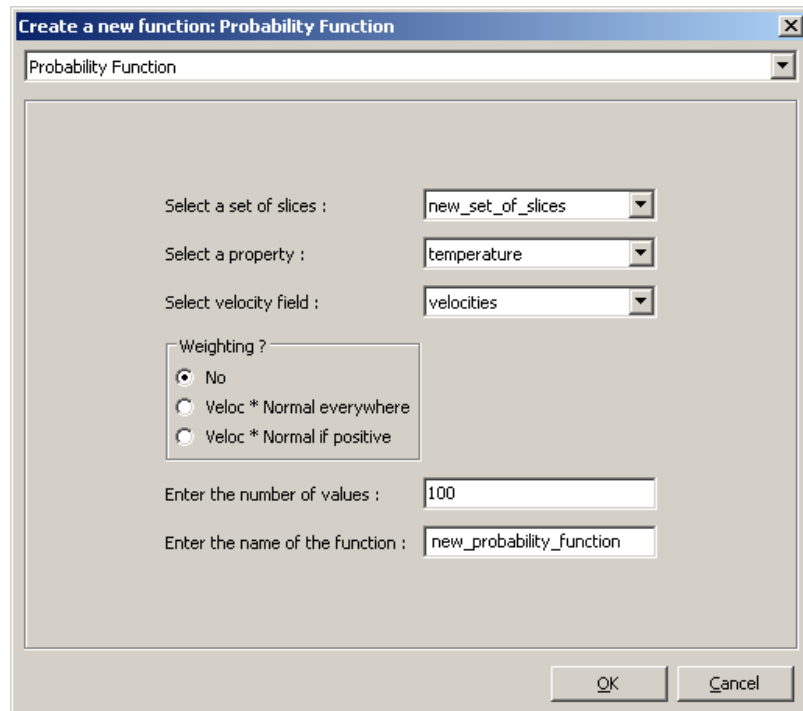 Create a new function: Probability Function
Probability Function
Select a set of slices : new_set_of_slices
Select a property : temperature
Select velocity field : velocities
Weighting ?
No
Veloc * Normal everywhere
Veloc * Normal if positive
Enter the number of values : 100
Enter the name of the function : new_probability_function
OK Cancel